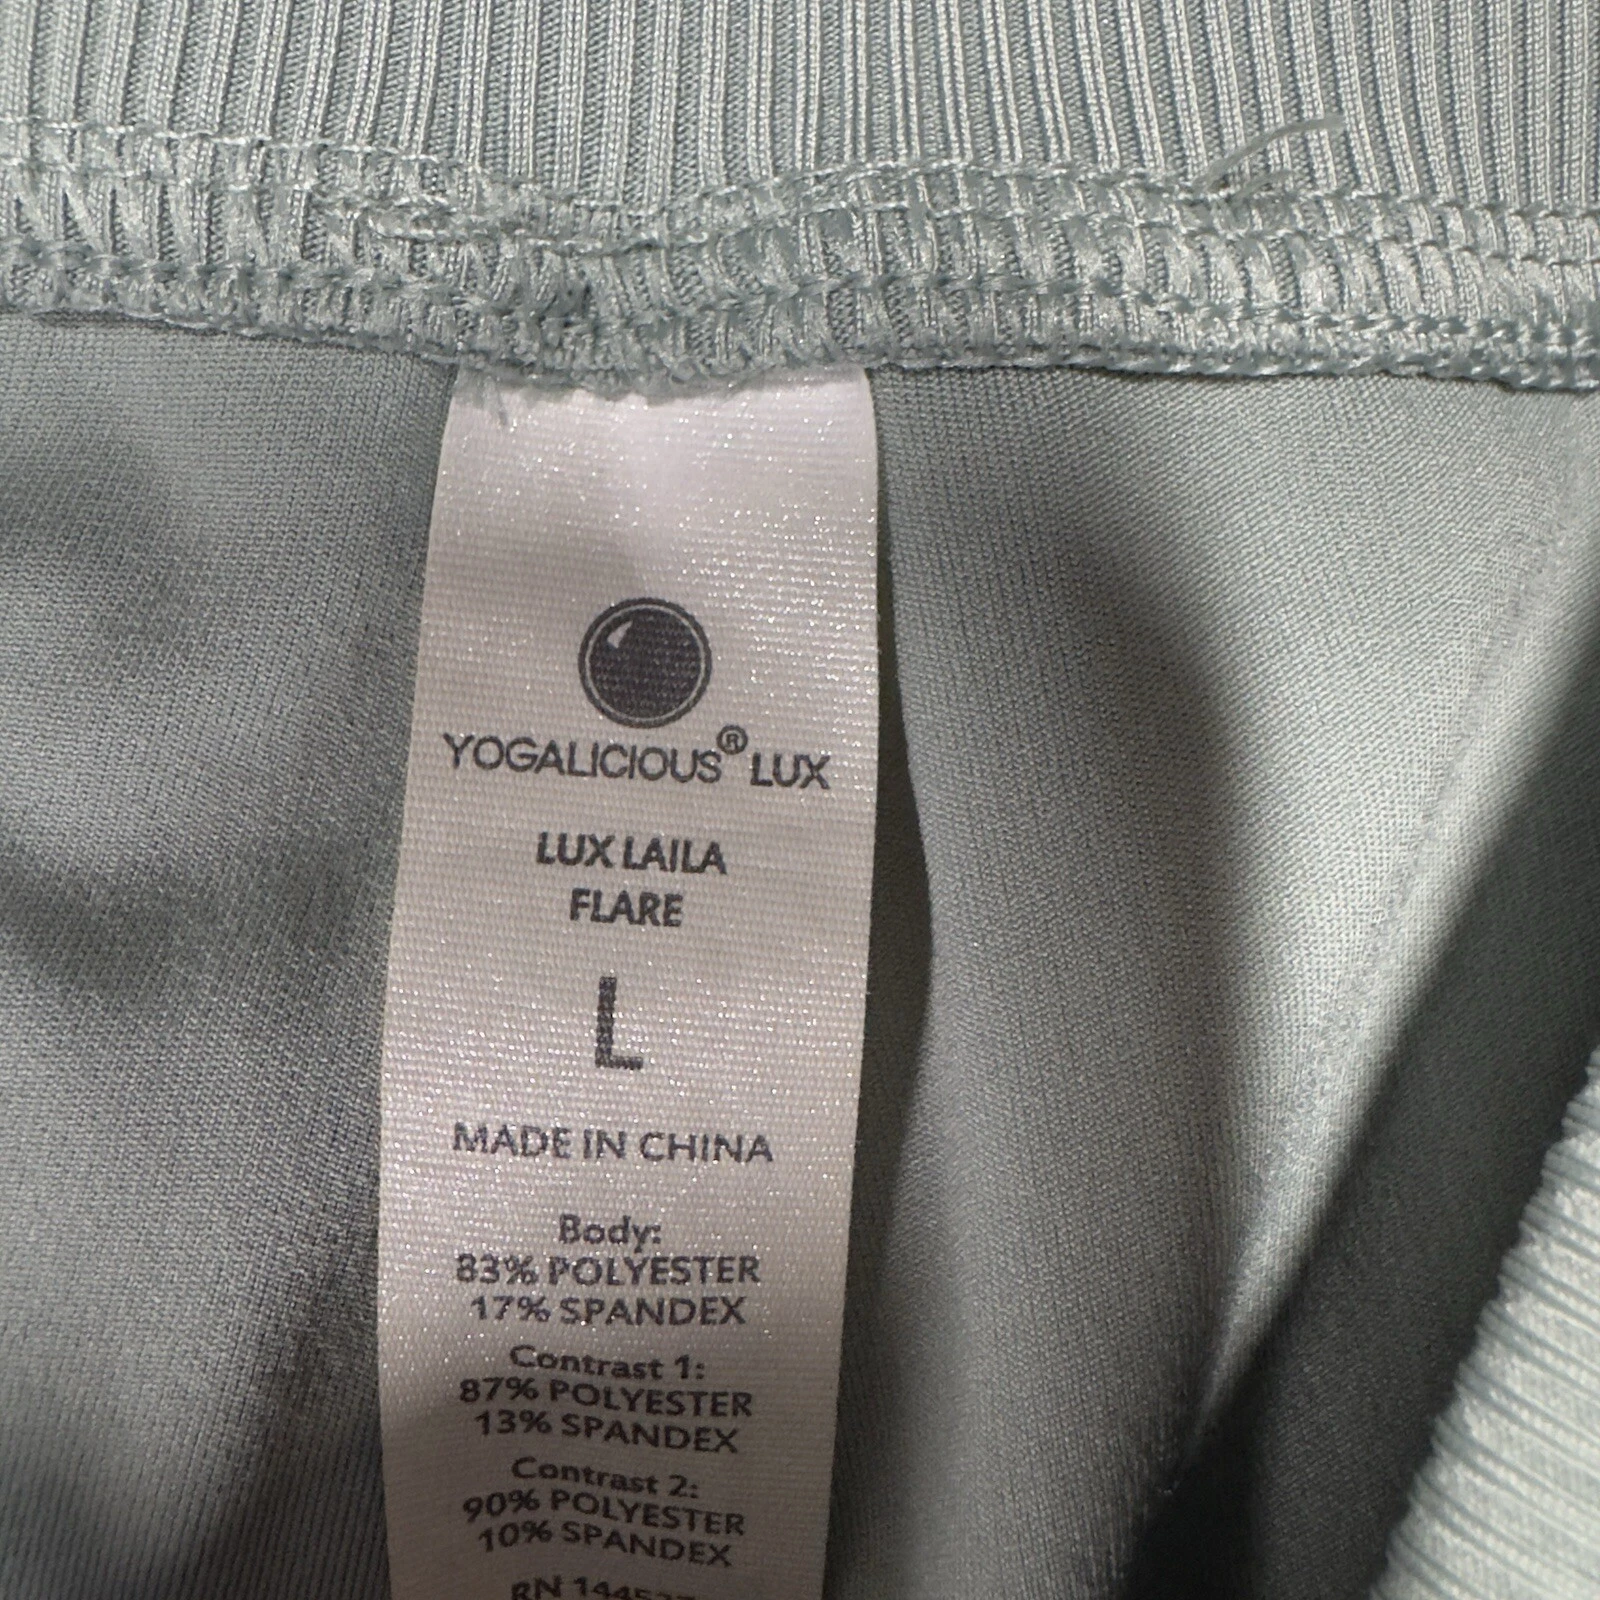 YOGALICIOUS® LUX
LUX LAILA
FLARE
L
MADE IN CHINA
Body:
83% POLYESTER
17% SPANDEX
Contrast 1:
87% POLYESTER
13% SPANDEX
Contrast 2:
90% POLYESTER
10% SPANDEX
RN